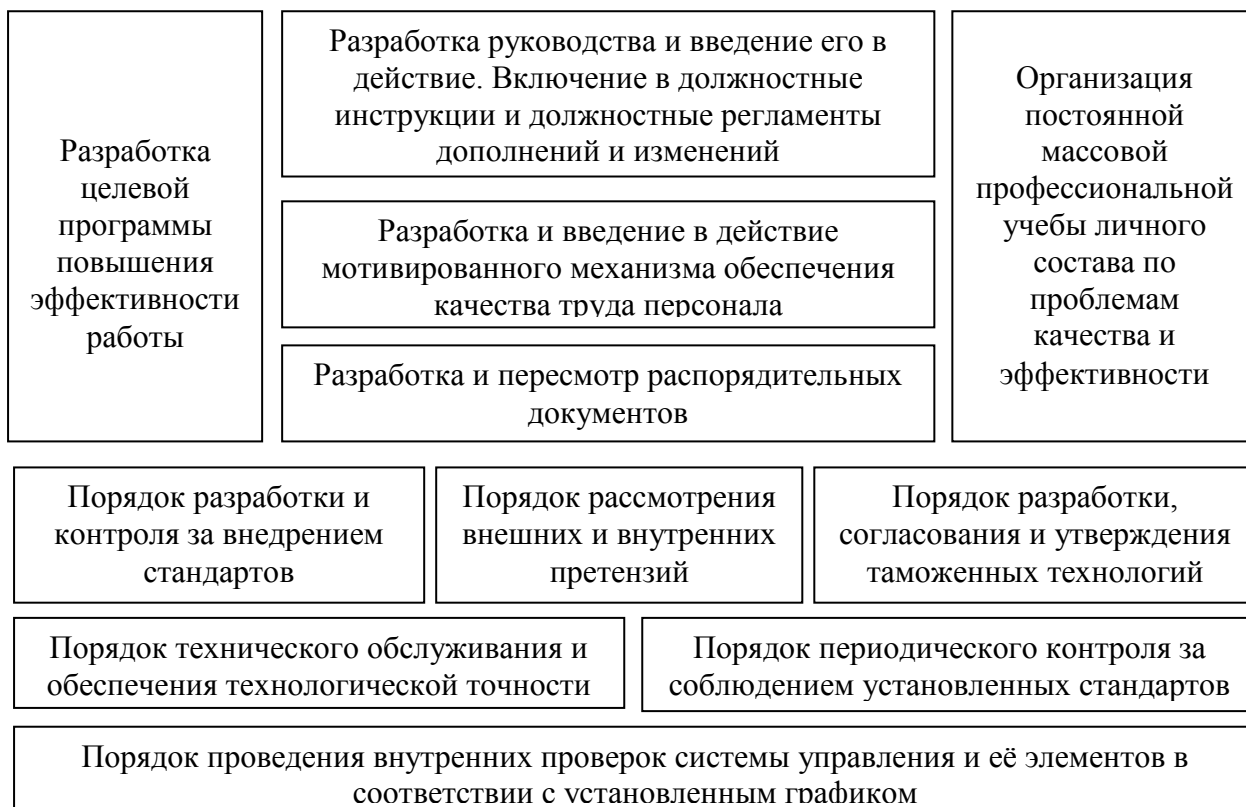 Разработка
целевой
программы
повышения
эффективности
работы
Разработка руководства и введение его в
действие. Включение в должностные
инструкции и должностные регламенты
дополнений и изменений
Разработка и введение в действие
мотивированного механизма обеспечения
качества труда персонала
Разработка и пересмотр распорядительных
документов
Организация
постоянной
массовой
профессиональной
учебы личного
состава по
проблемам
качества и
эффективности
Порядок разработки и
контроля за внедрением
стандартов
Порядок рассмотрения
внешних и внутренних
претензий
Порядок разработки,
согласования и утверждения
таможенных технологий
Порядок технического обслуживания и
обеспечения технологической точности
Порядок периодического контроля за
соблюдением установленных стандартов
Порядок проведения внутренних проверок системы управления и её элементов в
соответствии с установленным графиком